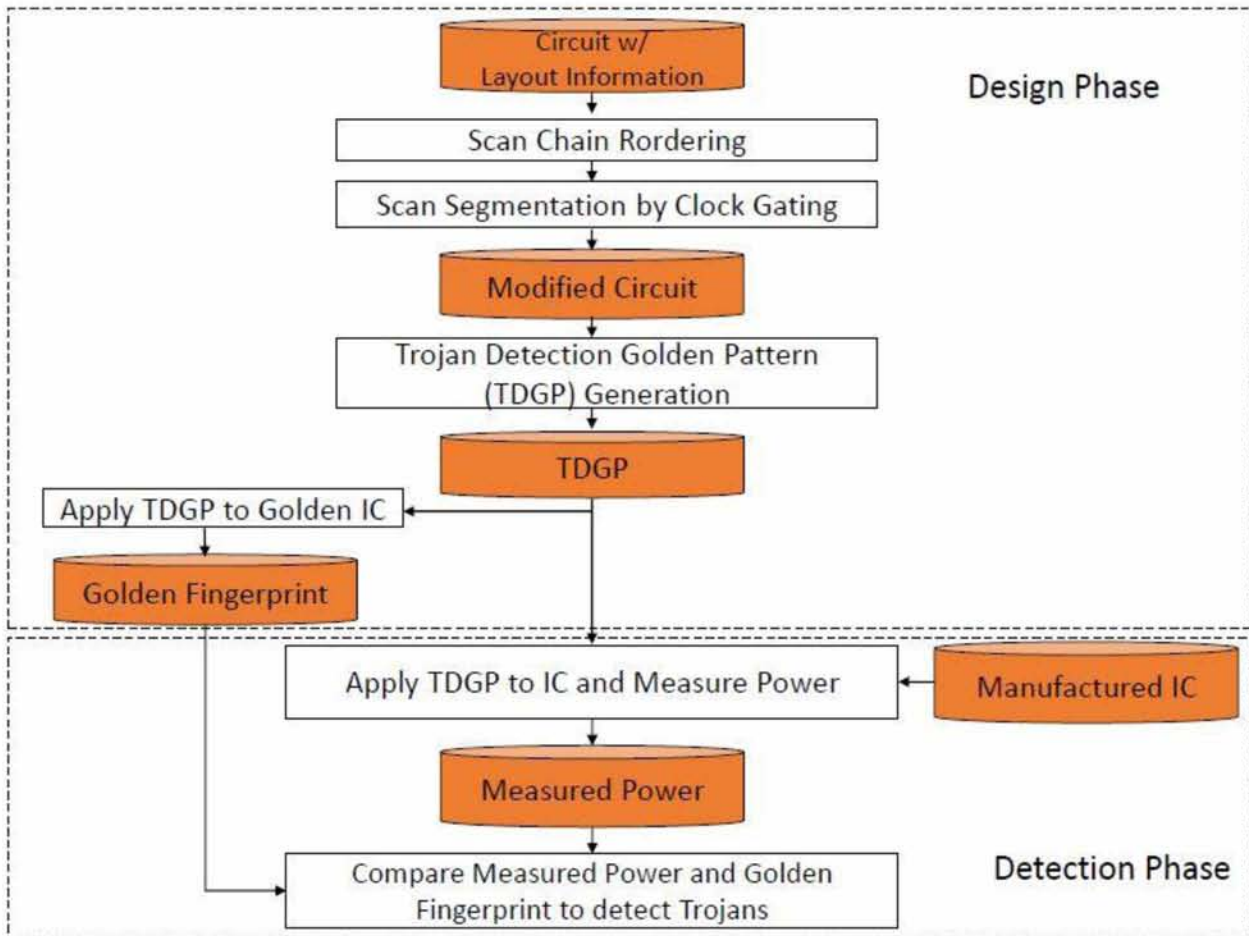 Circuit w/
Layout Information
Design Phase
Scan Chain Rordering
Scan Segmentation by Clock Gating
Modified Circuit
Trojan Detection Golden Pattern
(TDGP) Generation
TDGP
Apply TDGP to Golden IC
Golden Fingerprint
Apply TDGP to IC and Measure Power
Manufactured IC
Measured Power
Compare Measured Power and Golden
Fingerprint to detect Trojans
Detection Phase